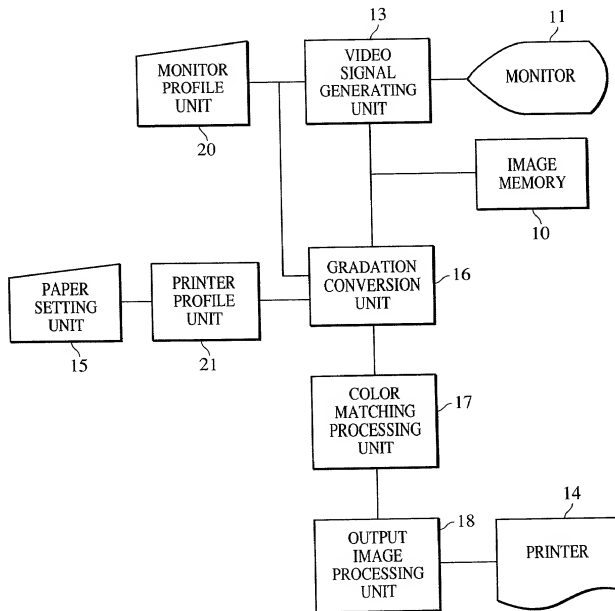 13
11
MONITOR
PROFILE
UNIT
20
VIDEO
SIGNAL
GENERATING
UNIT
MONITOR
IMAGE
MEMORY
10
PAPER
SETTING
UNIT
15
PRINTER
PROFILE
UNIT
21
GRADATION
CONVERSION
UNIT
16
COLOR
MATCHING
PROCESSING
UNIT
17
OUTPUT
IMAGE
PROCESSING
UNIT
18
14
PRINTER